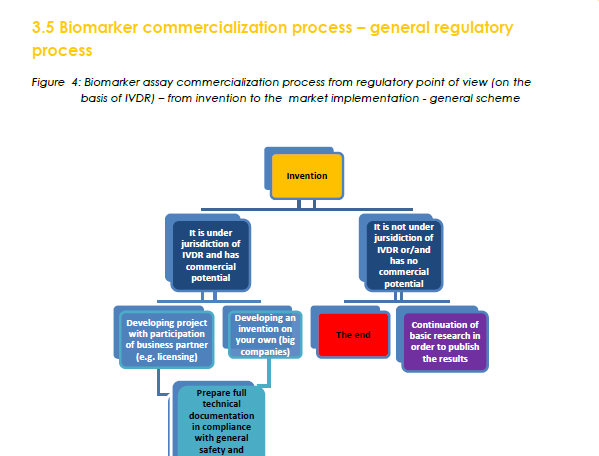 3.5 Biomarker commercialization process – general regulatory
process
Figure 4: Biomarker assay commercialization process from regulatory point of view (on the
basis of IVDR) – from invention to the market implementation - general scheme
Invention
It is under
jurisdiction of
IVDR and has
commercial
potential
It is not under
jursidiction of
IVDR or/and
has no
commercial
potential
Developing project
with participation
of business partner
(e.g. licensing)
Developing an
invention on
your own (big
companies)
The end
Continuation of
basic research in
order to publish
the results
Prepare full
technical
documentation
in compliance
with general
safety and